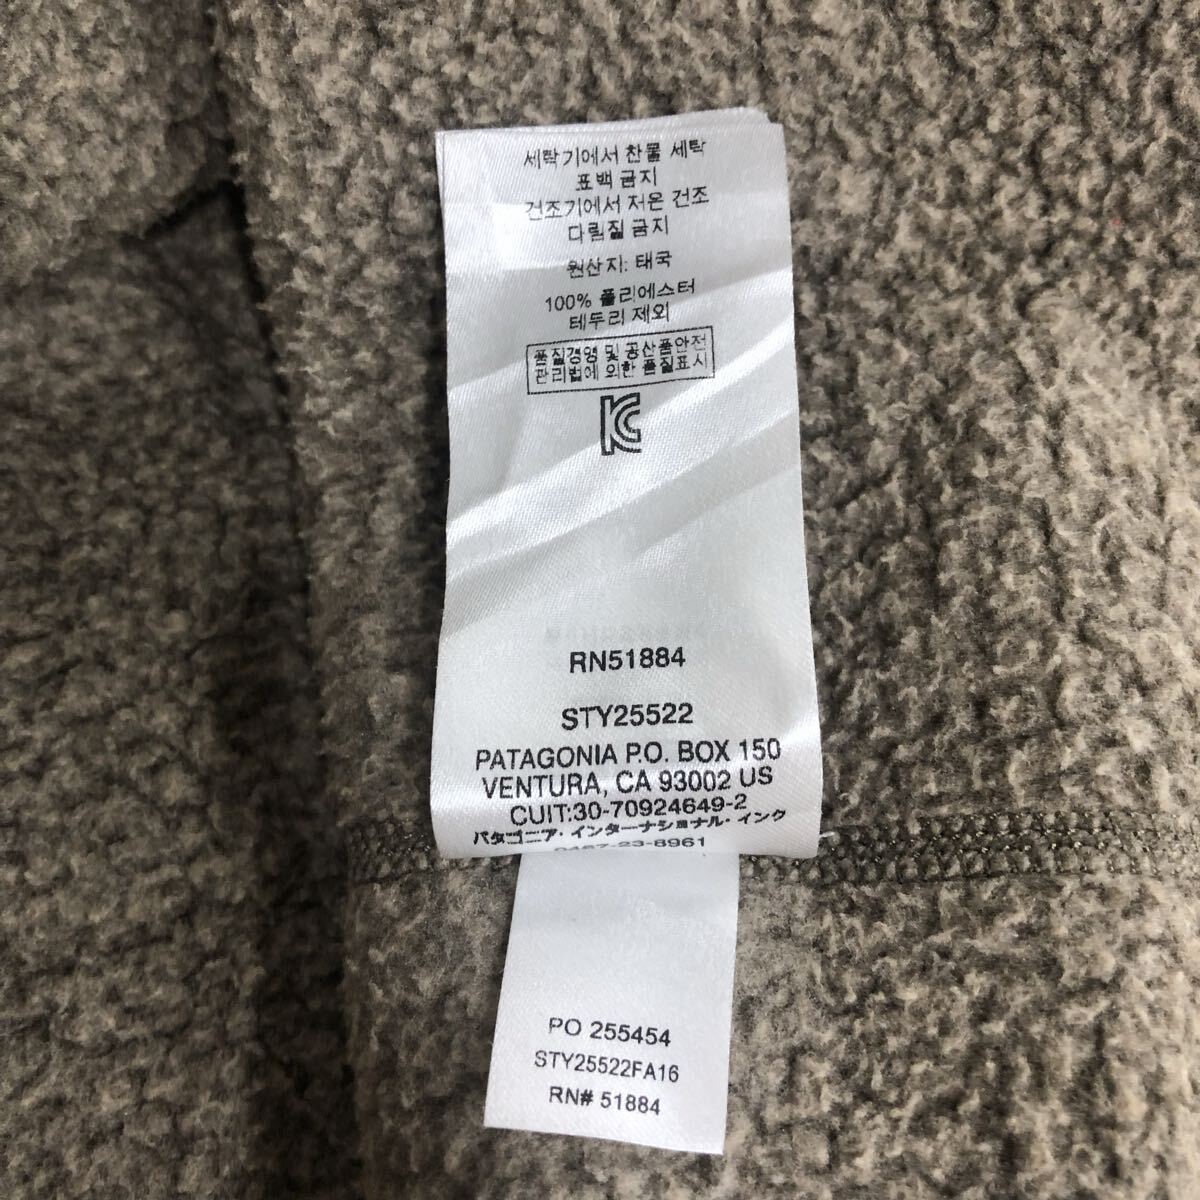 세탁기에서 찬물 세탁
표백 금지
건조기에서 저온 건조
다림질 금지
원산지: 태국
100% 폴리에스터
테두리 제외
품질경영 및 공산품안전
관리법에 의한 품질표시
KC
RN51884
STY25522
PATAGONIA P.O. BOX 150
VENTURA, CA 93002 US
CUIT:30-70924649-2
パタゴニア・インターナショナル・インク
0467-23-8961
PO 255454
STY25522FA16
RN# 51884